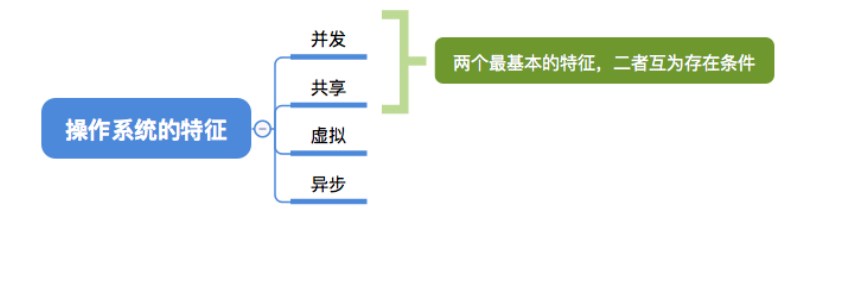 并发
两个最基本的特征，二者互为存在条件
共享
操作系统的特征
虚拟
异步